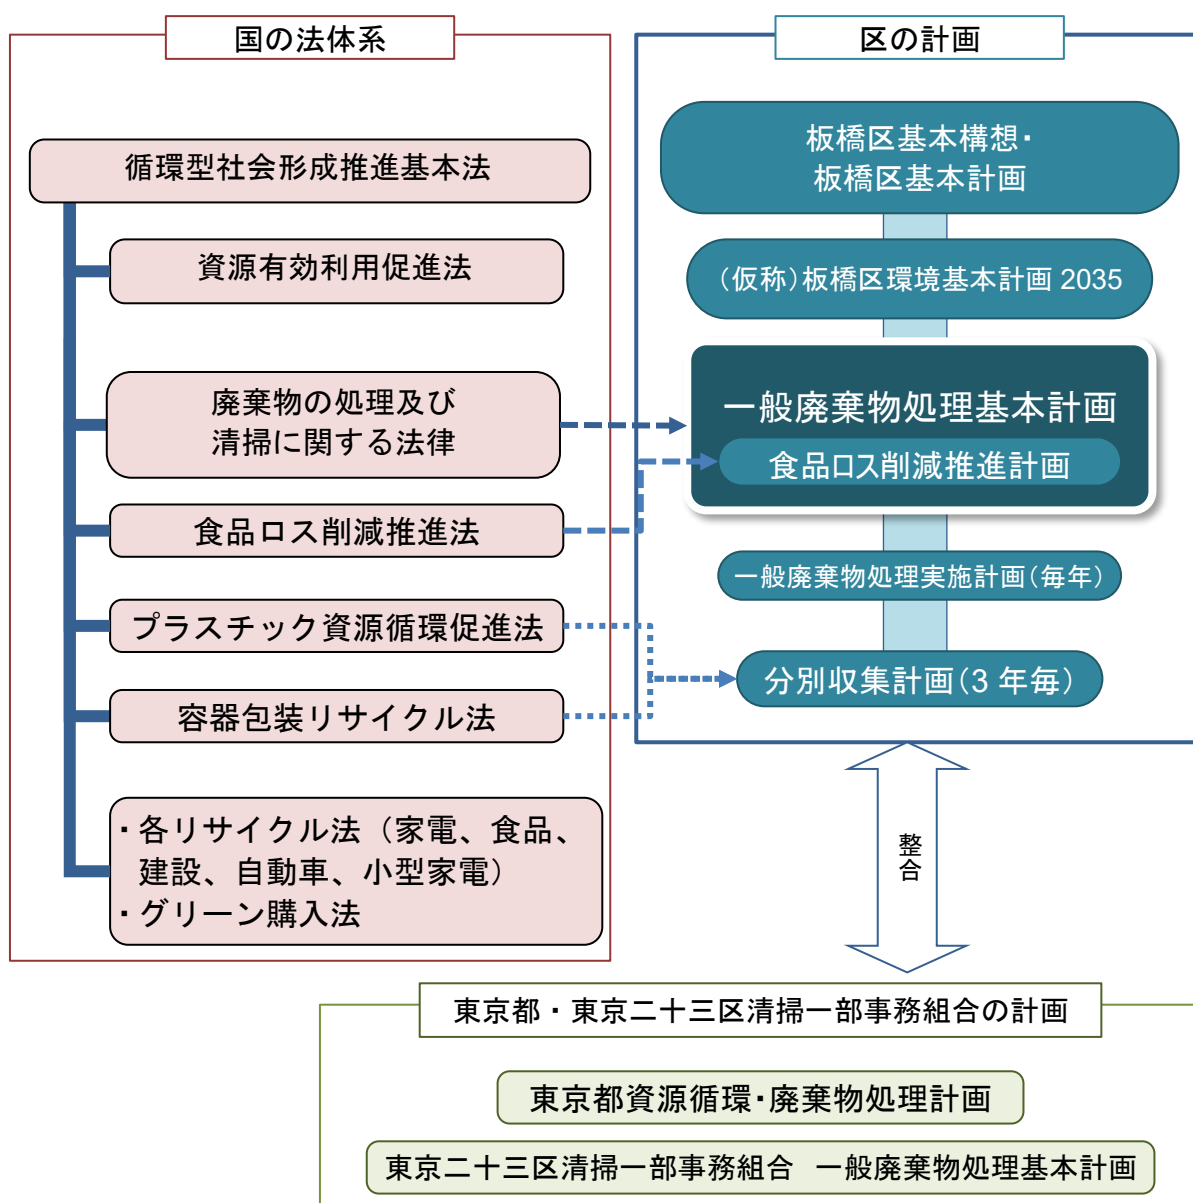 国の法体系
循環型社会形成推進基本法
資源有効利用促進法
廃棄物の処理及び
清掃に関する法律
食品ロス削減推進法
プラスチック資源循環促進法
容器包装リサイクル法
・各リサイクル法（家電、食品、
建設、自動車、小型家電）
・グリーン購入法
区の計画
板橋区基本構想・
板橋区基本計画
（仮称）板橋区環境基本計画 2035
一般廃棄物処理基本計画
食品ロス削減推進計画
一般廃棄物処理実施計画（毎年）
分別収集計画（3 年毎）
整合
東京都・東京二十三区清掃一部事務組合の計画
東京都資源循環・廃棄物処理計画
東京二十三区清掃一部事務組合　一般廃棄物処理基本計画